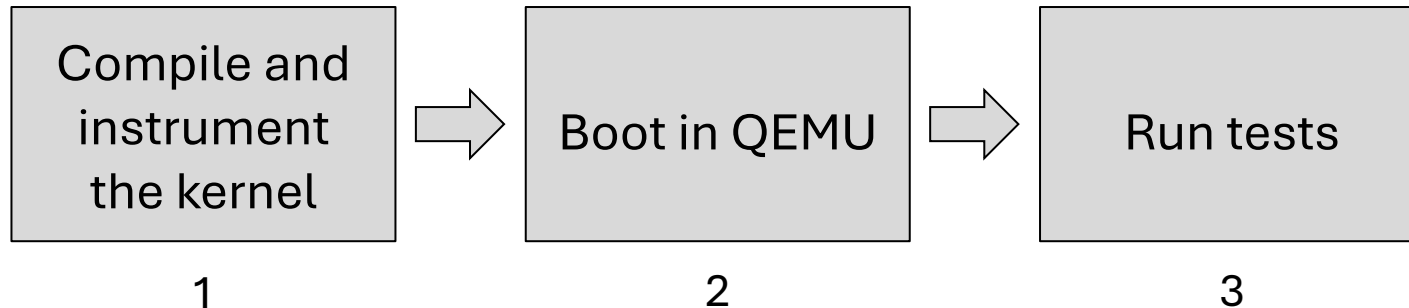 Compile and
instrument
the kernel
Boot in QEMU
Run tests
1
2
3